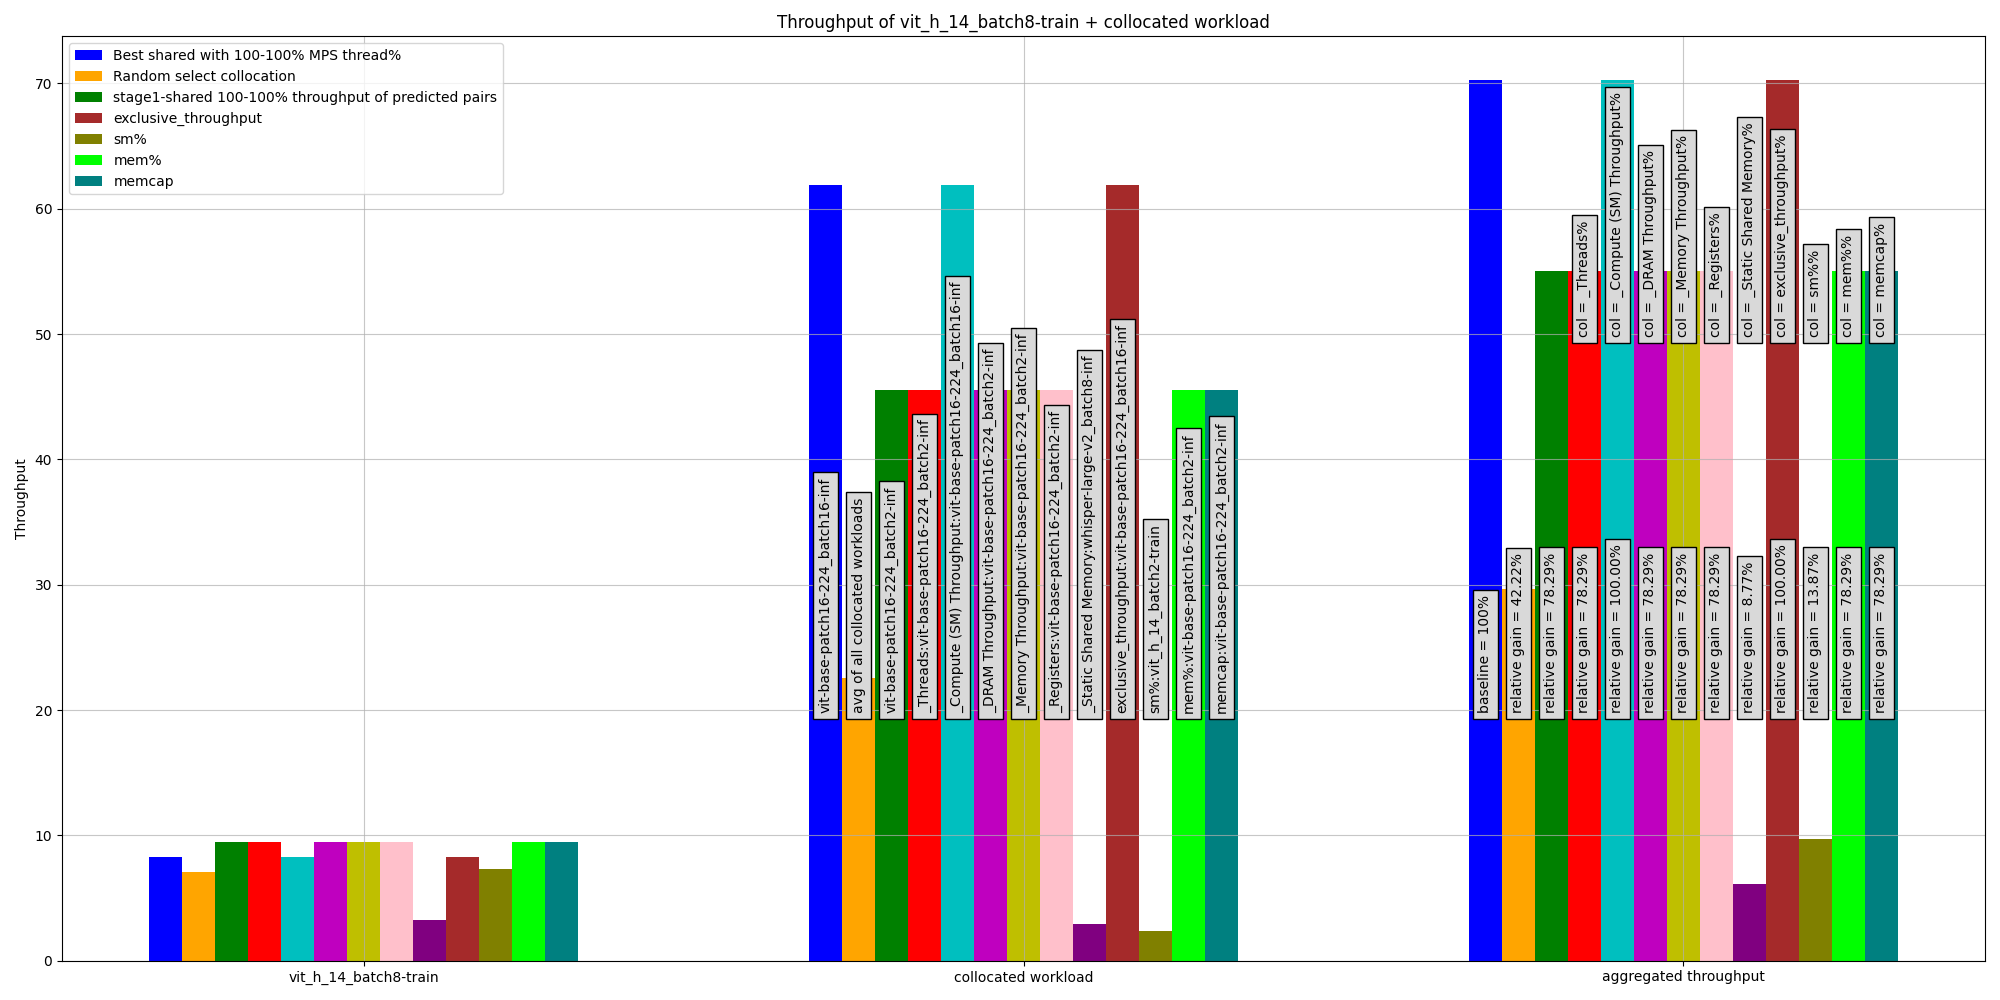 Throughput of vit_h_14_batch8-train + collocated workload
Best shared with 100-100% MPS thread%
Random select collocation
stage1-shared 100-100% throughput of predicted pairs
exclusive_throughput
sm%
mem%
memcap
Throughput
70
60
50
40
30
20
10
0
vit-base-patch16-224_batch16-inf
avg of all collocated workloads
vit-base-patch16-224_batch2-inf
_Threads:vit-base-patch16-224_batch2-inf
_Compute (SM) Throughput:vit-base-patch16-224_batch16-inf
_DRAM Throughput:vit-base-patch16-224_batch2-inf
_Memory Throughput:vit-base-patch16-224_batch2-inf
_Registers:vit-base-patch16-224_batch2-inf
_Static Shared Memory:whisper-large-v2_batch8-inf
exclusive_throughput:vit-base-patch16-224_batch16-inf
sm%:vit_h_14_batch2-train
mem%:vit-base-patch16-224_batch2-inf
memcap:vit-base-patch16-224_batch2-inf
col = _Threads%
col = _Compute (SM) Throughput%
col = _DRAM Throughput%
col = _Memory Throughput%
col = _Registers%
col = _Static Shared Memory%
col = exclusive_throughput%
col = sm%%
col = mem%%
col = memcap%
baseline = 100%
relative gain = 42.22%
relative gain = 78.29%
relative gain = 78.29%
relative gain = 100.00%
relative gain = 78.29%
relative gain = 78.29%
relative gain = 78.29%
relative gain = 8.77%
relative gain = 100.00%
relative gain = 13.87%
relative gain = 78.29%
relative gain = 78.29%
vit_h_14_batch8-train
collocated workload
aggregated throughput